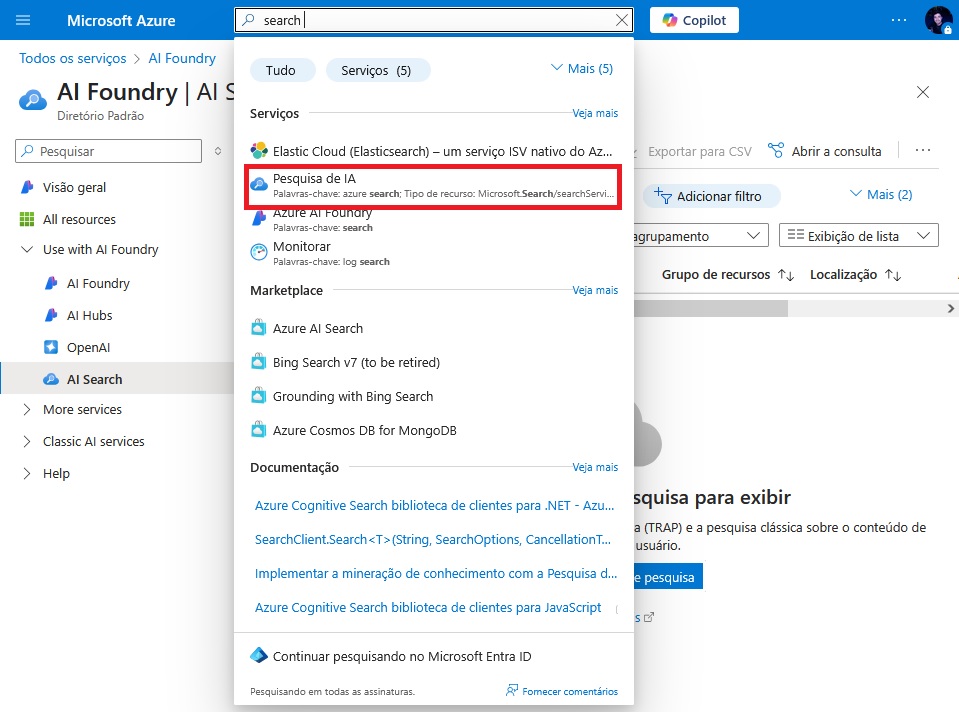 Microsoft Azure
search
Copilot
Todos os serviços > AI Foundry
AI Foundry | AI S
Diretório Padrão
Pesquisar
Visão geral
All resources
Use with AI Foundry
AI Foundry
AI Hubs
OpenAI
AI Search
More services
Classic AI services
Help
Tudo
Serviços (5)
Mais (5)
Serviços
Veja mais
Elastic Cloud (Elasticsearch) – um serviço ISV nativo do Az...
Pesquisa de IA
Palavras-chave: azure search; Tipo de recurso: Microsoft.Search/searchServi...
Azure AI Foundry
Palavras-chave: search
Monitorar
Palavras-chave: log search
Marketplace
Veja mais
Azure AI Search
Bing Search v7 (to be retired)
Grounding with Bing Search
Azure Cosmos DB for MongoDB
Documentação
Veja mais
Azure Cognitive Search biblioteca de clientes para .NET - Azu...
SearchClient.Search<T>(String, SearchOptions, CancellationT...
Implementar a mineração de conhecimento com a Pesquisa d...
Azure Cognitive Search biblioteca de clientes para JavaScript
Continuar pesquisando no Microsoft Entra ID
Pesquisando em todas as assinaturas.
Fornecer comentários
Exportar para CSV
Abrir a consulta
Adicionar filtro
Mais (2)
agrupamento
Exibição de lista
Grupo de recursos
Localização
squisa para exibir
a (TRAP) e a pesquisa clássica sobre o conteúdo de
usuário.
e pesquisa
s